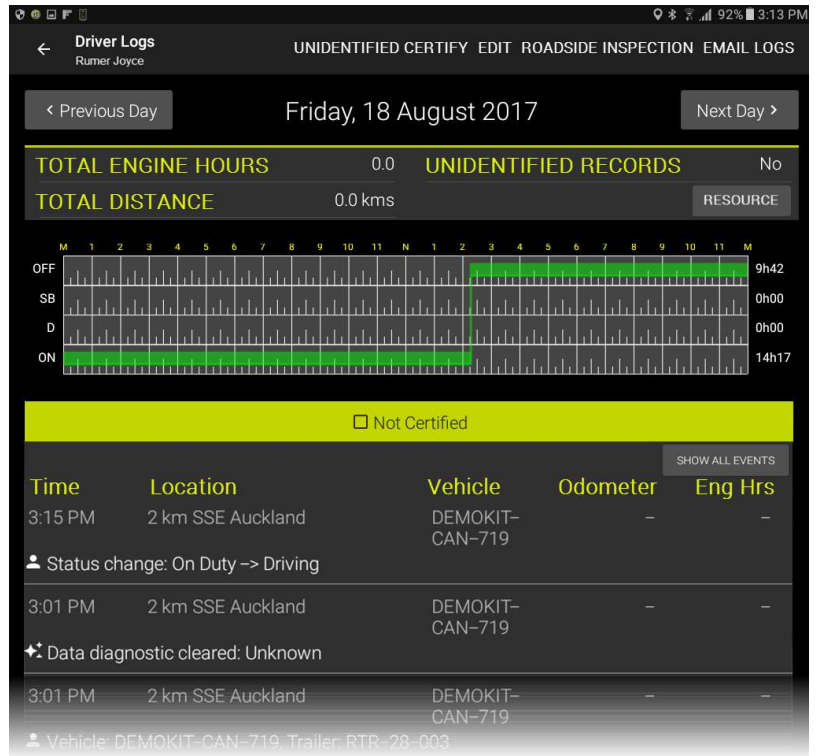 92% 3:13 PM
Driver Logs
Rumer Joyce
UNIDENTIFIED CERTIFY EDIT ROADSIDE INSPECTION EMAIL LOGS
< Previous Day Friday, 18 August 2017 Next Day >
TOTAL ENGINE HOURS 0.0 UNIDENTIFIED RECORDS No
TOTAL DISTANCE 0.0 kms RESOURCE
M 1 2 3 4 5 6 7 8 9 10 11 N 1 2 3 4 5 6 7 8 9 10 11 M
OFF 9h42
SB 0h00
D 0h00
ON 14h17
Not Certified
SHOW ALL EVENTS
Time Location Vehicle Odometer Eng Hrs
3:15 PM 2 km SSE Auckland DEMOKIT-CAN-719 – –
Status change: On Duty –> Driving
3:01 PM 2 km SSE Auckland DEMOKIT-CAN-719 – –
Data diagnostic cleared: Unknown
3:01 PM 2 km SSE Auckland DEMOKIT-CAN-719 – –
Vehicle: DEMOKIT-CAN-719, Trailer: RTR-28-003